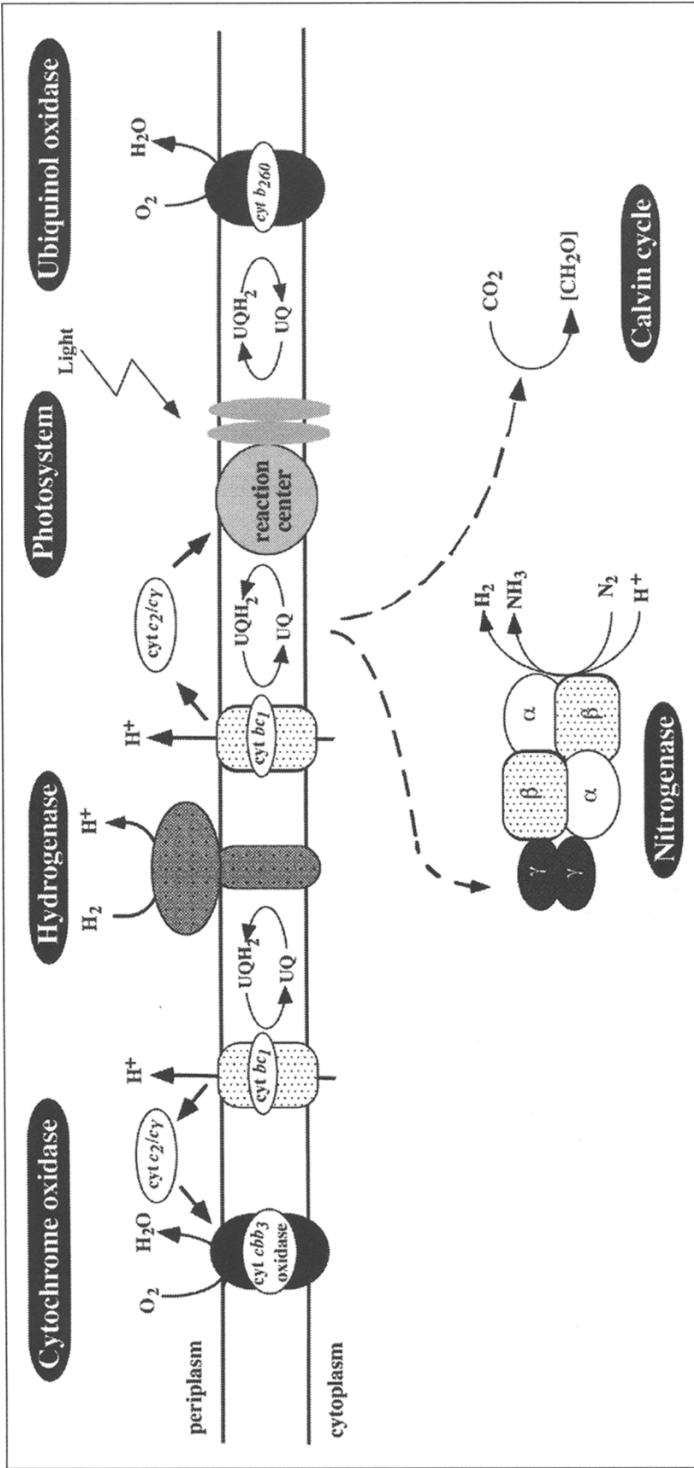 Cytochrome oxidase
Hydrogenase
Photosystem
Ubiquinol oxidase
O₂
H₂O
cyt c₂/cγ
H⁺
H₂
H⁺
H⁺
cyt c₂/cγ
Light
O₂
H₂O
periplasm
cyt cbb₃
oxidase
cyt bc₁
UQH₂
UQ
cyt bc₁
UQH₂
UQ
reaction
center
UQH₂
UQ
cyt b₂₆₀
cytoplasm
γ
γ
β
α
α
β
H₂
NH₃
N₂
H⁺
Nitrogenase
CO₂
[CH₂O]
Calvin cycle